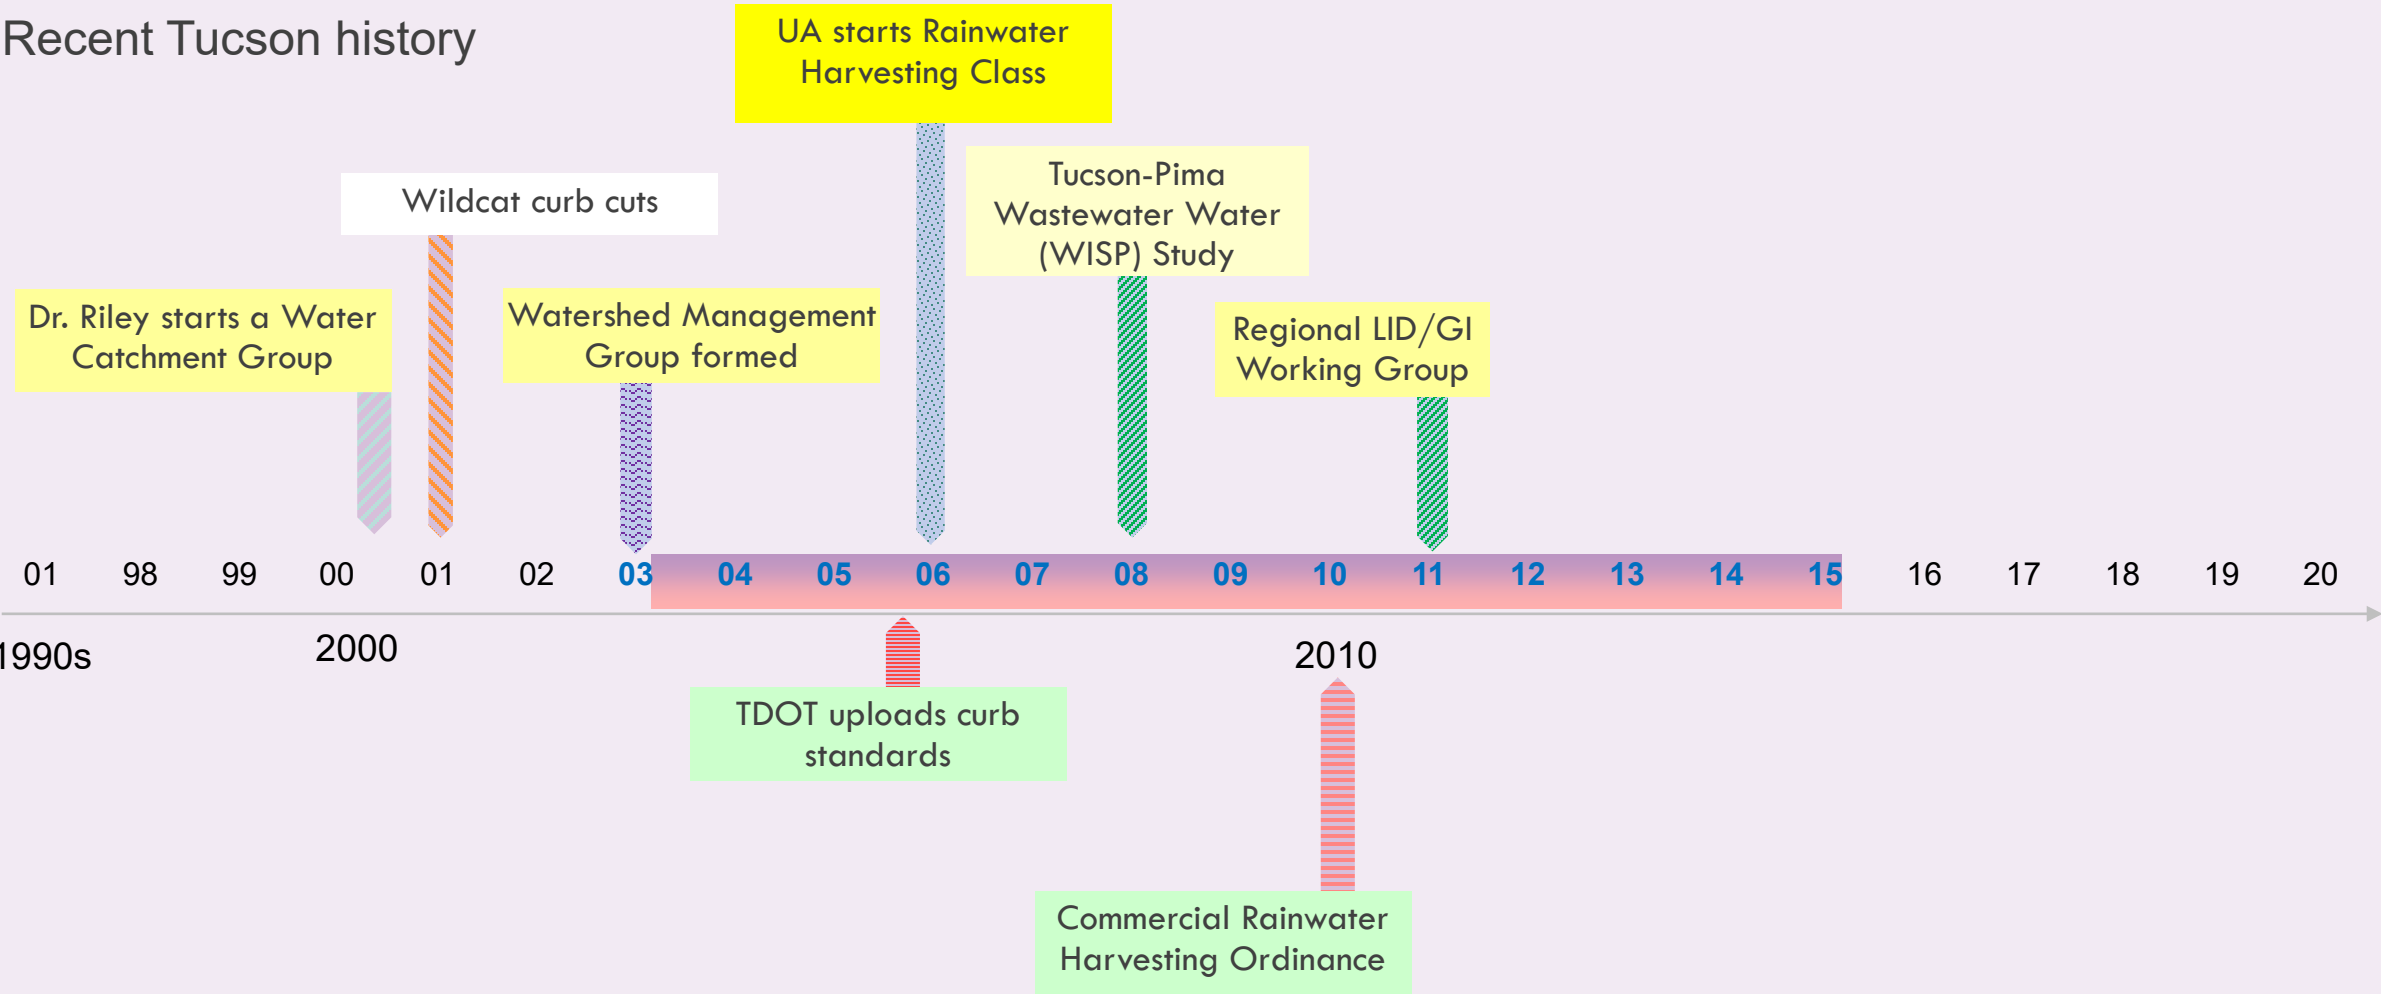 Recent Tucson history
UA starts Rainwater
Harvesting Class
Tucson-Pima
Wastewater Water
(WISP) Study
Wildcat curb cuts
Dr. Riley starts a Water
Catchment Group
Watershed Management
Group formed
Regional LID/GI
Working Group
01 98 99 00 01 02 03 04 05 06 07 08 09 10 11 12 13 14 15 16 17 18 19 20
1990s 2000 2010
TDOT uploads curb
standards
Commercial Rainwater
Harvesting Ordinance